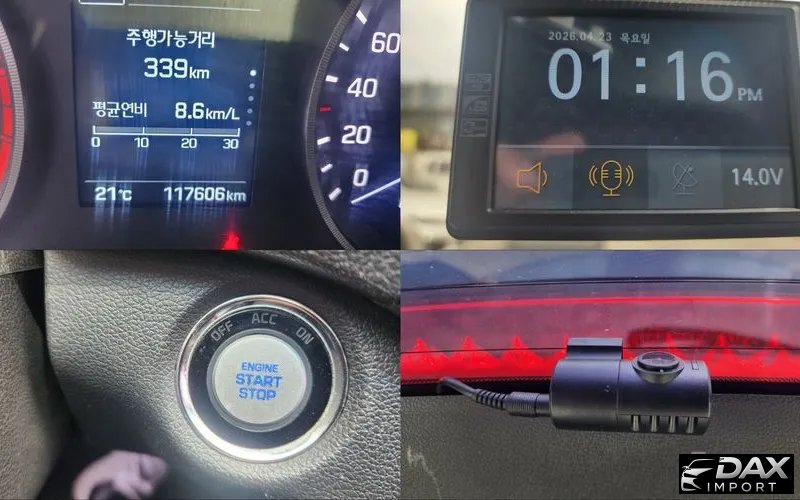 주행가능거리
339km
평균연비 8.6km/L
0 10 20 30
21°C 117606km
60
40
20
0
2026.04.23 목요일
01:16 PM
14.0V
OFF ACC ON
ENGINE
START
STOP
DAX
IMPORT